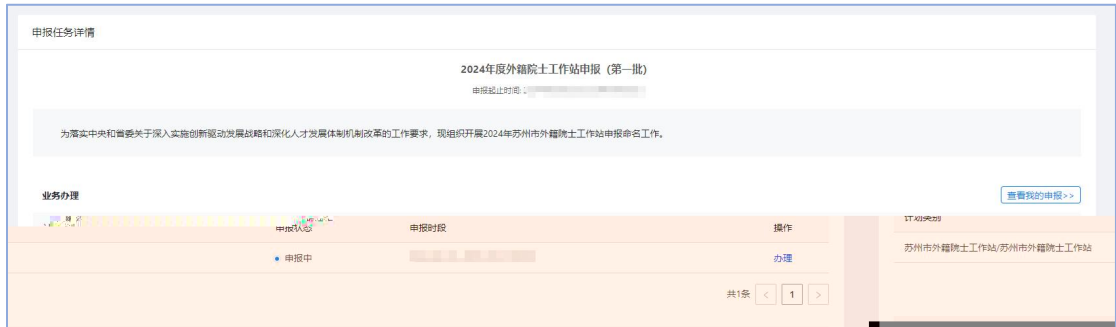 申报任务详情
2024年度外籍院士工作站申报（第一批）
申报起止时间:
为落实中央和省委关于深入实施创新驱动发展战略和深化人才发展体制机制改革的工作要求，现组织开展2024年苏州市外籍院士工作站申报命名工作。
业务办理
查看我的申报>>
申报状态 申报时段 操作
计划类别
• 申报中 办理
苏州市外籍院士工作站/苏州市外籍院士工作站
共1条 < 1 >